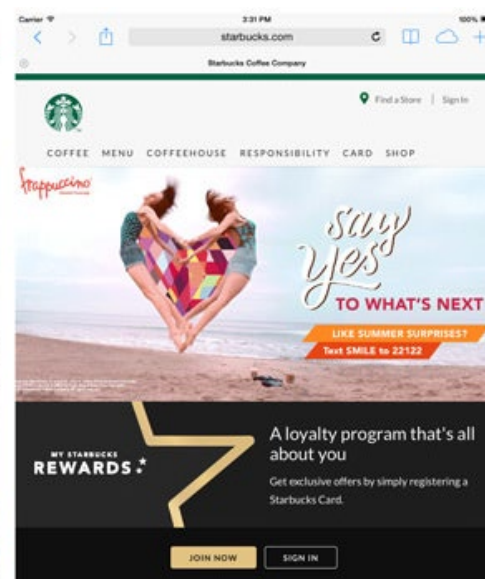 Carrier 3:31 PM 100%
starbucks.com
Starbucks Coffee Company
Find a Store | Sign In
COFFEE MENU COFFEEHOUSE RESPONSIBILITY CARD SHOP
frappuccino
say
yes
TO WHAT'S NEXT
LIKE SUMMER SURPRISES?
Text SMILE to 22122
MY STARBUCKS
REWARDS
A loyalty program that's all
about you
Get exclusive offers by simply registering a
Starbucks Card.
JOIN NOW SIGN IN